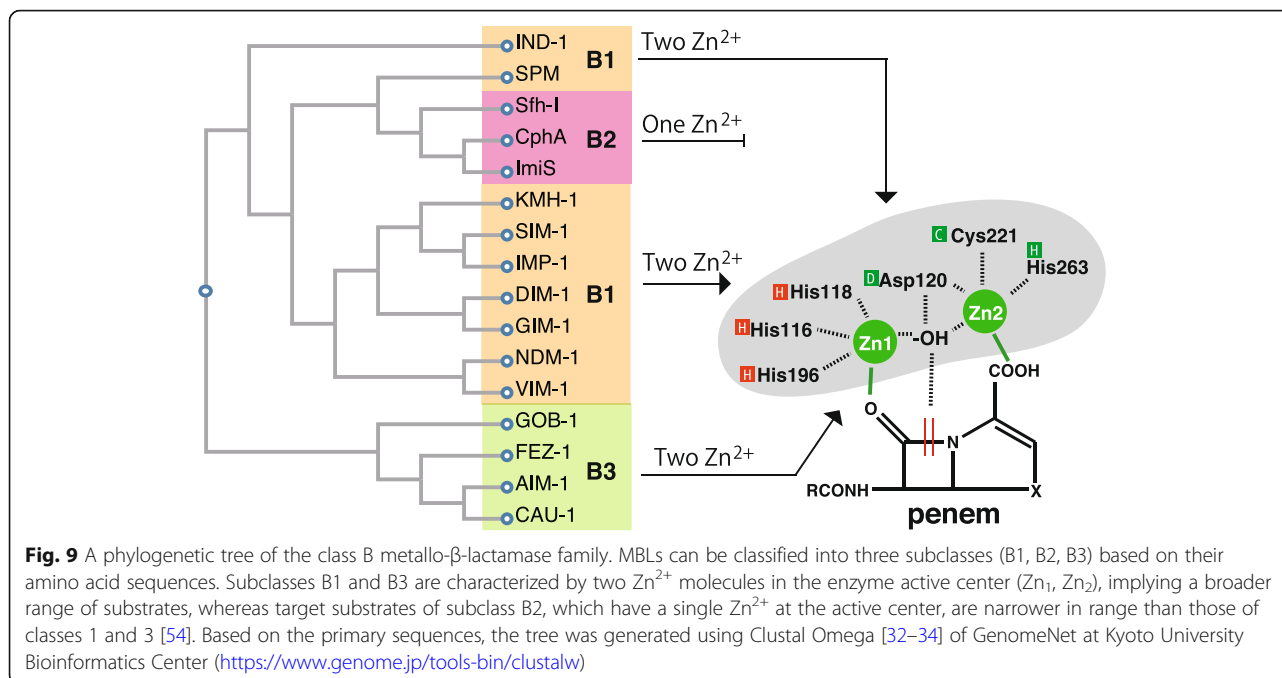 IND-1
SPM
B1
Two Zn2+
Sfh-I
CphA
ImiS
B2
One Zn2+
KMH-1
SIM-1
IMP-1
DIM-1
GIM-1
NDM-1
VIM-1
B1
Two Zn2+
GOB-1
FEZ-1
AIM-1
CAU-1
B3
Two Zn2+
C Cys221
H His263
D Asp120
H His118
H His116
H His196
Zn1
-OH
Zn2
COOH
O
N
RCONH
X
penem
Fig. 9 A phylogenetic tree of the class B metallo-β-lactamase family. MBLs can be classified into three subclasses (B1, B2, B3) based on their
amino acid sequences. Subclasses B1 and B3 are characterized by two Zn2+ molecules in the enzyme active center (Zn1, Zn2), implying a broader
range of substrates, whereas target substrates of subclass B2, which have a single Zn2+ at the active center, are narrower in range than those of
classes 1 and 3 [54]. Based on the primary sequences, the tree was generated using Clustal Omega [32–34] of GenomeNet at Kyoto University
Bioinformatics Center (https://www.genome.jp/tools-bin/clustalw)